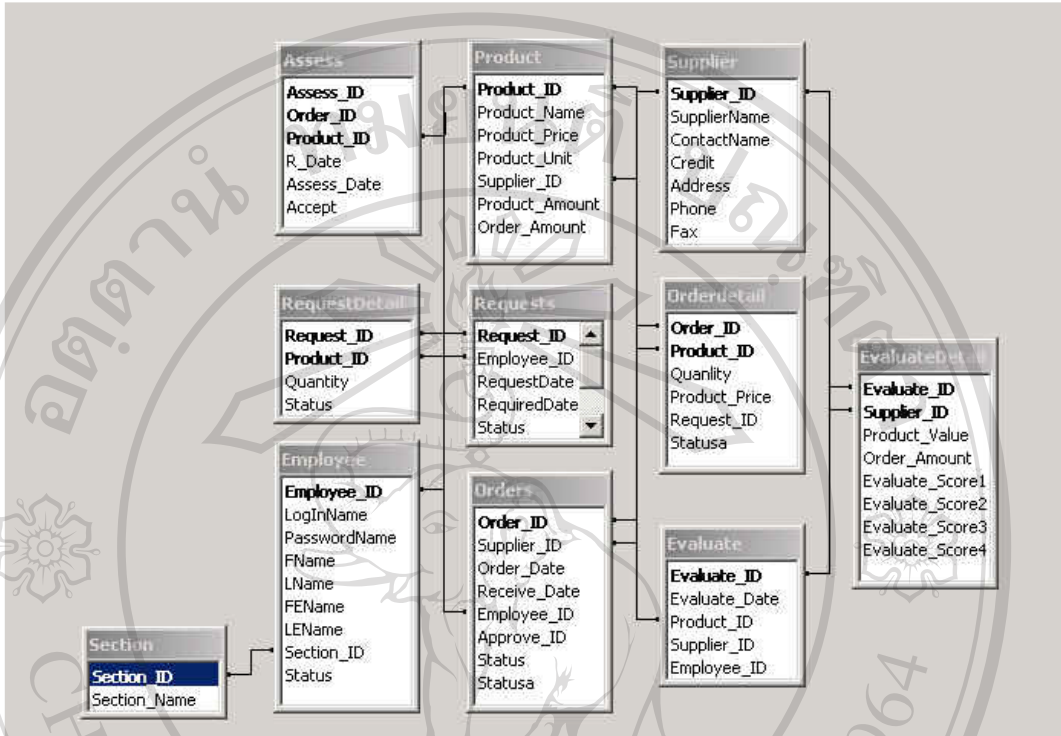 Assess
Assess_ID
Order_ID
Product_ID
R_Date
Assess_Date
Accept
Product
Product_ID
Product_Name
Product_Price
Product_Unit
Supplier_ID
Product_Amount
Order_Amount
Supplier
Supplier_ID
SupplierName
ContactName
Credit
Address
Phone
Fax
RequestDetail
Request_ID
Product_ID
Quantity
Status
Requests
Request_ID
Employee_ID
RequestDate
RequiredDate
Status
Orderdetail
Order_ID
Product_ID
Quanlity
Product_Price
Request_ID
Statusa
EvaluateDetail
Evaluate_ID
Supplier_ID
Product_Value
Order_Amount
Evaluate_Score1
Evaluate_Score2
Evaluate_Score3
Evaluate_Score4
Employee
Employee_ID
LogInName
PasswordName
FName
LName
FEName
LEName
Section_ID
Status
Orders
Order_ID
Supplier_ID
Order_Date
Receive_Date
Employee_ID
Approve_ID
Status
Statusa
Evaluate
Evaluate_ID
Evaluate_Date
Product_ID
Supplier_ID
Employee_ID
Section
Section_ID
Section_Name
964